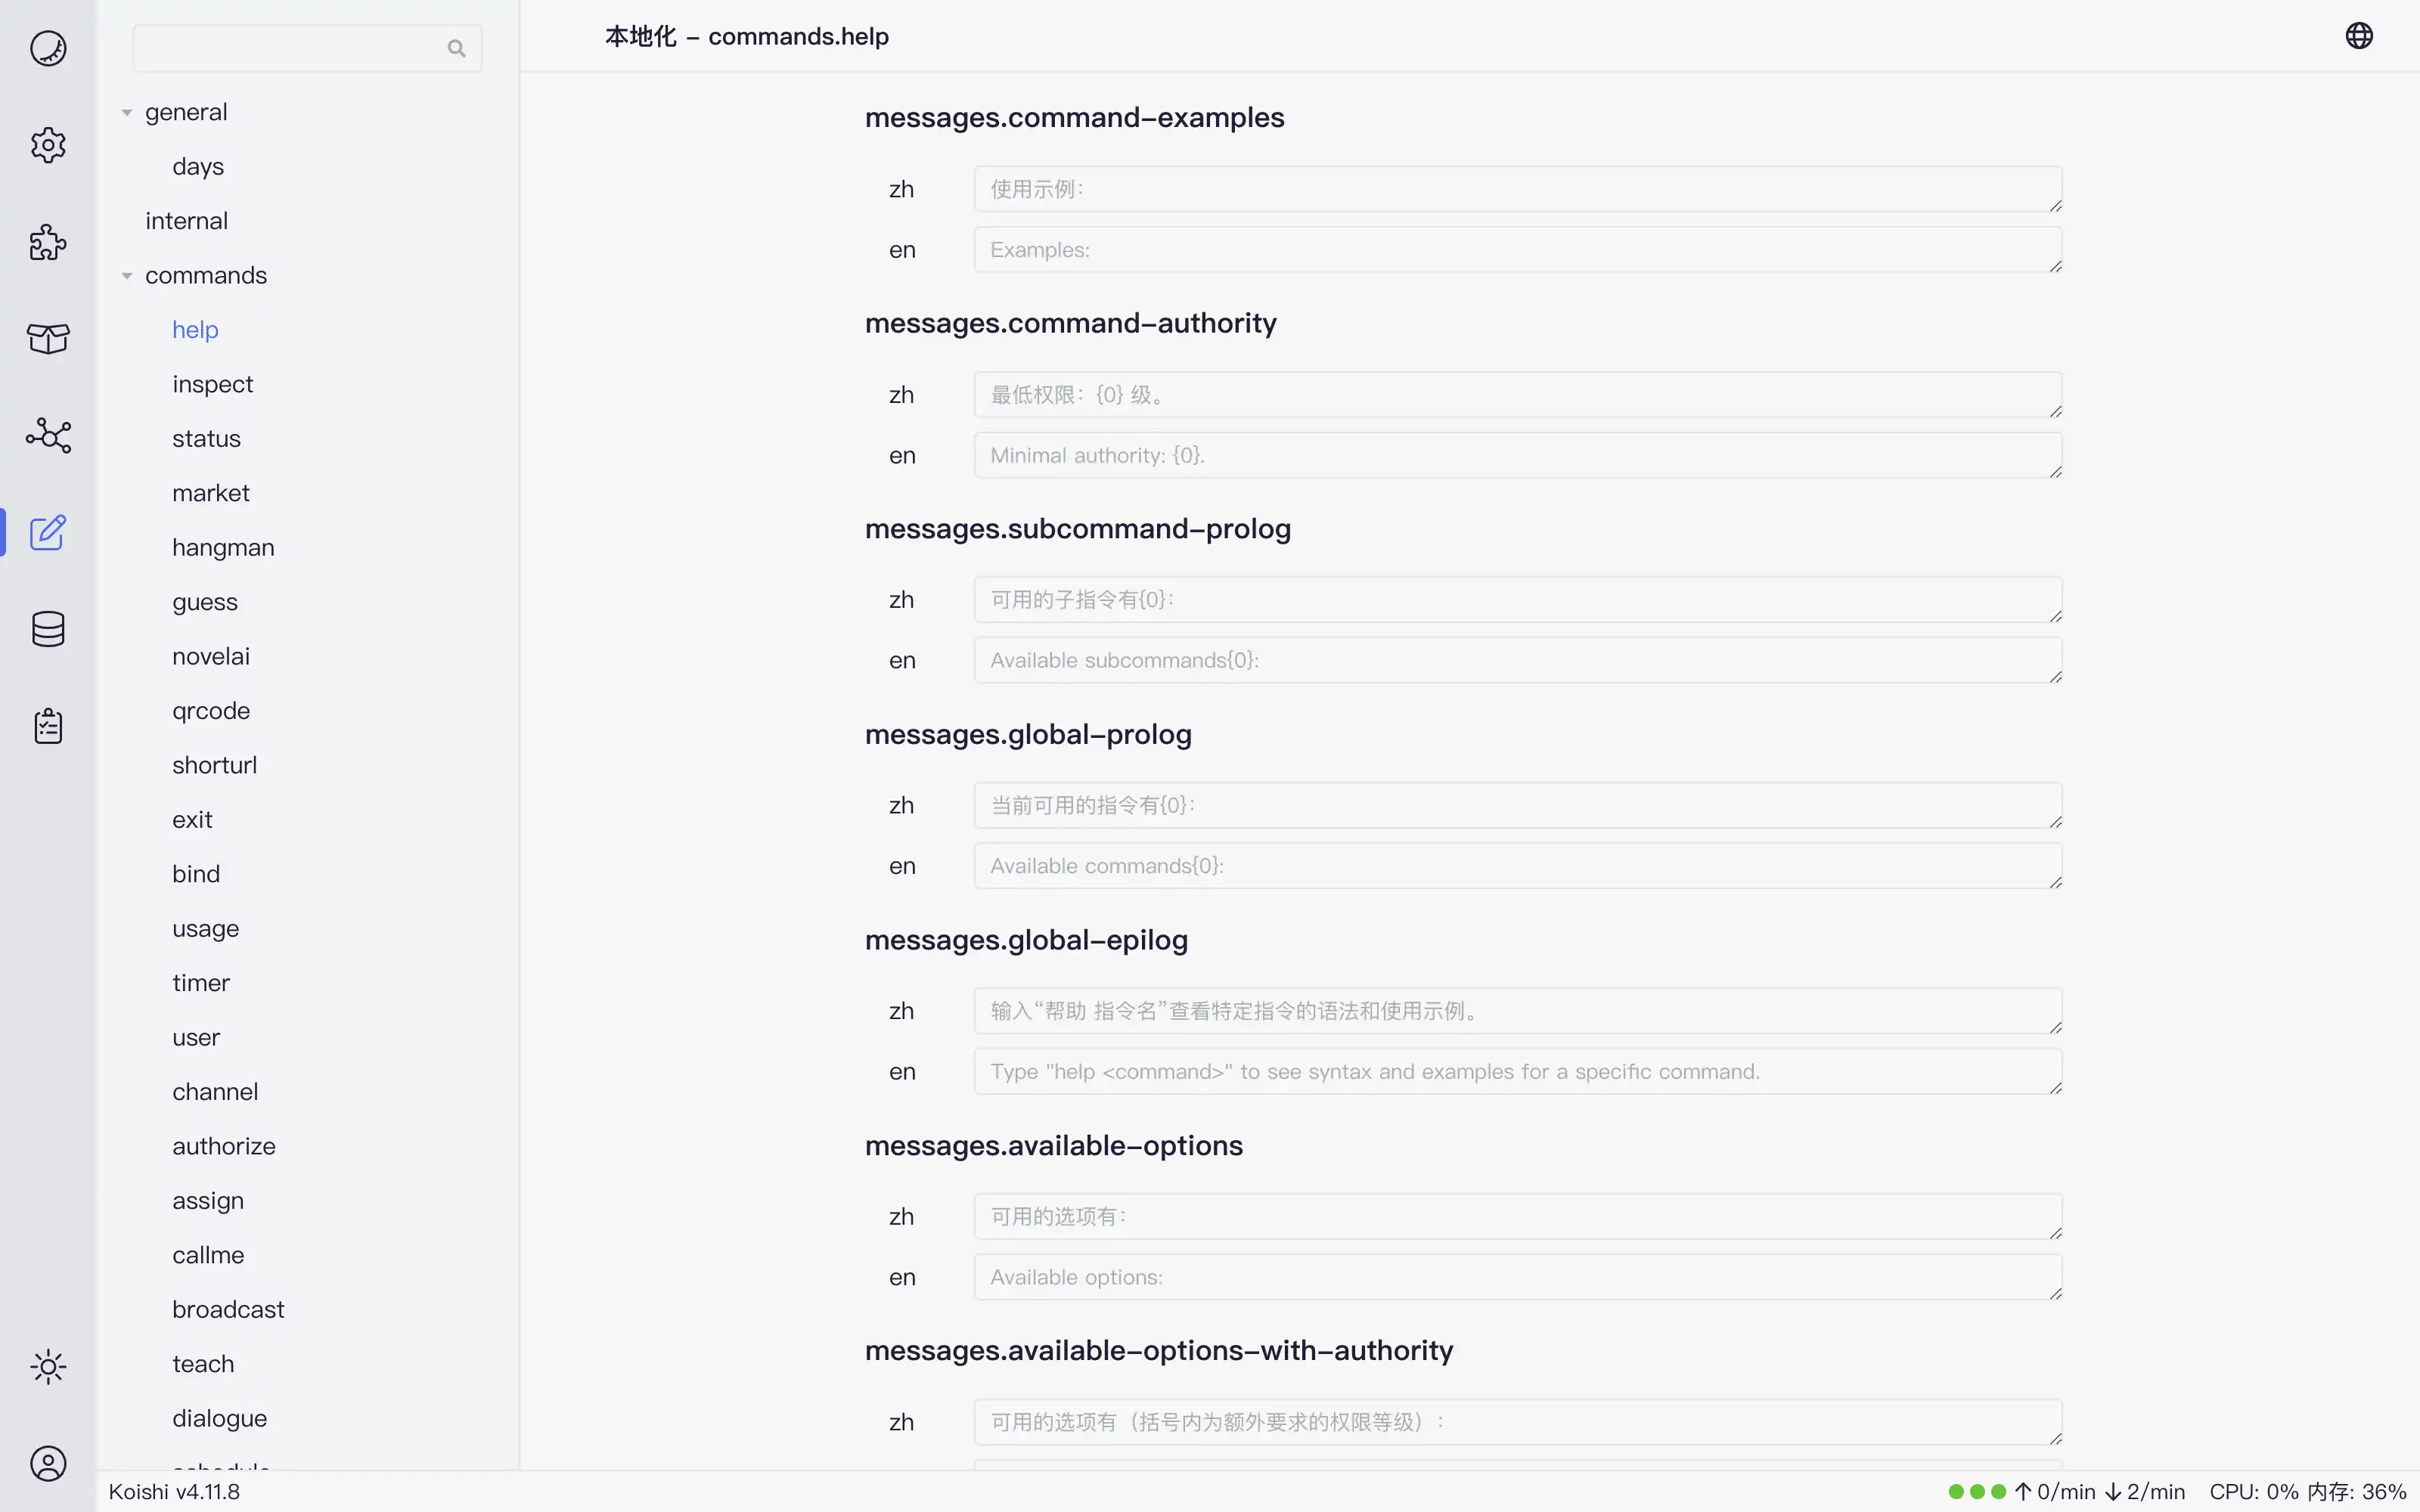 本地化 – commands.help
general
days
internal
commands
help
inspect
status
market
hangman
guess
novelai
qrcode
shorturl
exit
bind
usage
timer
user
channel
authorize
assign
callme
broadcast
teach
dialogue
messages.command-examples
zh 使用示例：
en Examples:
messages.command-authority
zh 最低权限：{0} 级。
en Minimal authority: {0}.
messages.subcommand-prolog
zh 可用的子指令有{0}：
en Available subcommands{0}:
messages.global-prolog
zh 当前可用的指令有{0}：
en Available commands{0}:
messages.global-epilog
zh 输入“帮助 指令名”查看特定指令的语法和使用示例。
en Type "help <command>" to see syntax and examples for a specific command.
messages.available-options
zh 可用的选项有：
en Available options:
messages.available-options-with-authority
zh 可用的选项有（括号内为额外要求的权限等级）：
Koishi v4.11.8
↑ 0/min ↓ 2/min CPU: 0% 内存: 36%